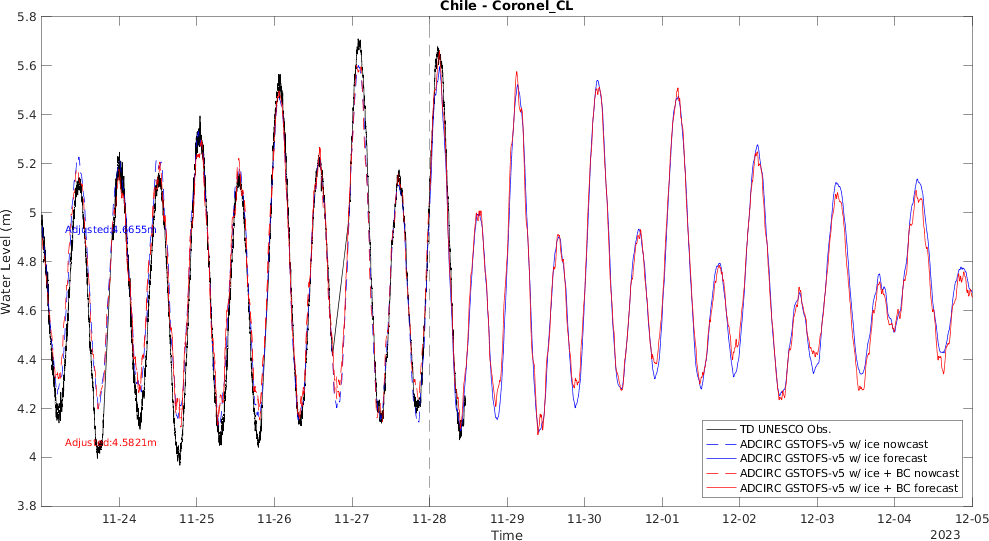 Chile - Coronel_CL
5.8
5.6
5.4
5.2
5
4.8
4.6
4.4
4.2
4
3.8
Water Level (m)
Adjusted:4.6655m
Adjusted:4.5821m
TD UNESCO Obs.
ADCIRC GSTOFS-v5 w/ ice nowcast
ADCIRC GSTOFS-v5 w/ ice forecast
ADCIRC GSTOFS-v5 w/ ice + BC nowcast
ADCIRC GSTOFS-v5 w/ ice + BC forecast
11-24 11-25 11-26 11-27 11-28 11-29 11-30 12-01 12-02 12-03 12-04 12-05
Time
2023